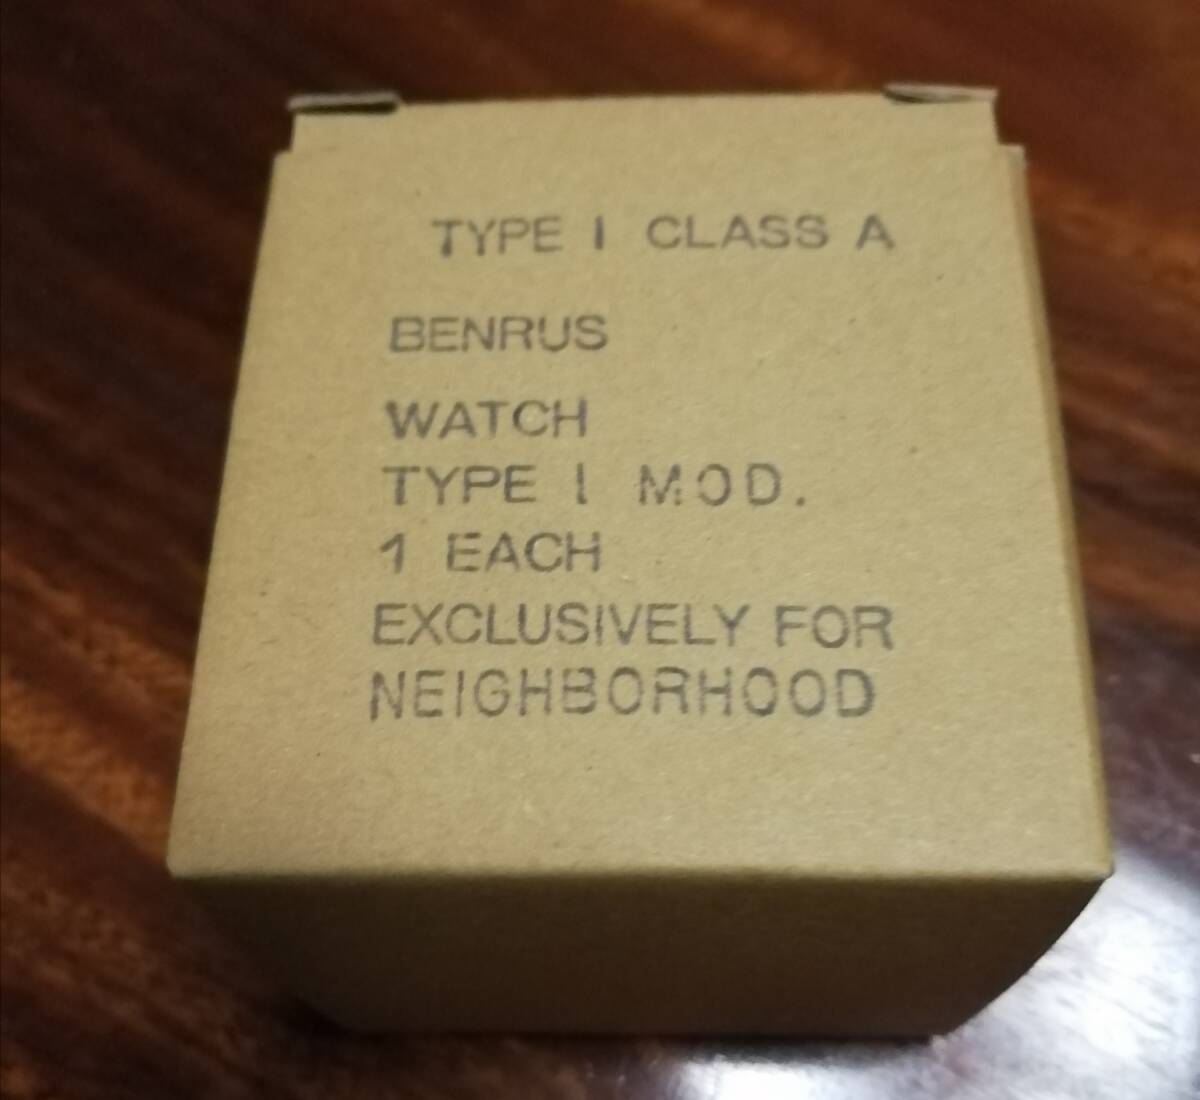 TYPE I CLASS A
BENRUS
WATCH
TYPE I MOD.
1 EACH
EXCLUSIVELY FOR
NEIGHBORHOOD